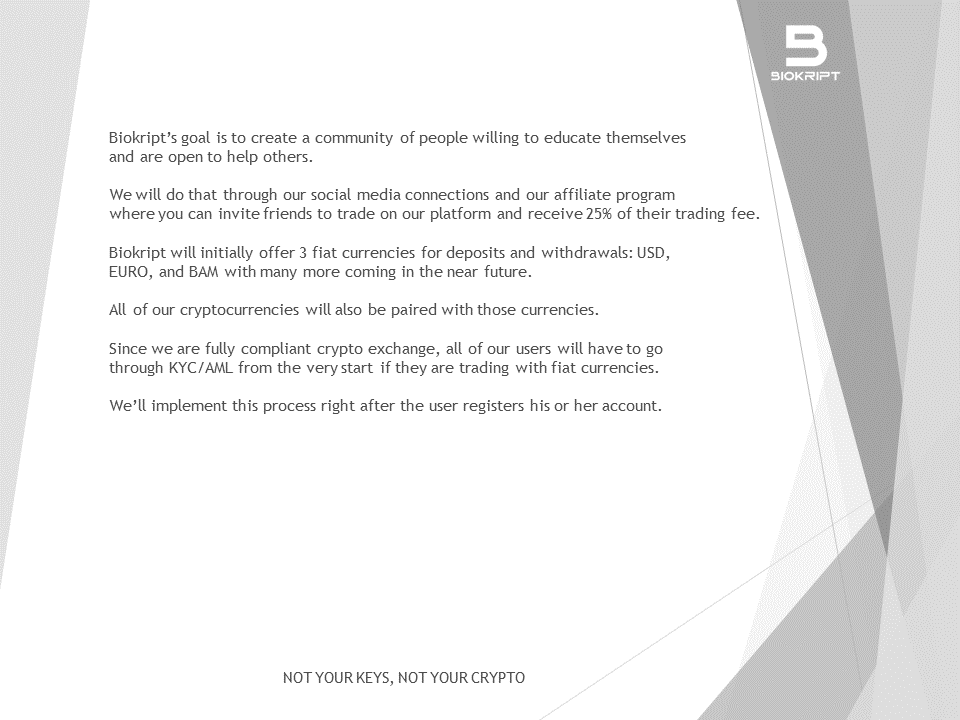 BIOKRIPT
Biokript’s goal is to create a community of people willing to educate themselves
and are open to help others.
We will do that through our social media connections and our affiliate program
where you can invite friends to trade on our platform and receive 25% of their trading fee.
Biokript will initially offer 3 fiat currencies for deposits and withdrawals: USD,
EURO, and BAM with many more coming in the near future.
All of our cryptocurrencies will also be paired with those currencies.
Since we are fully compliant crypto exchange, all of our users will have to go
through KYC/AML from the very start if they are trading with fiat currencies.
We’ll implement this process right after the user registers his or her account.
NOT YOUR KEYS, NOT YOUR CRYPTO